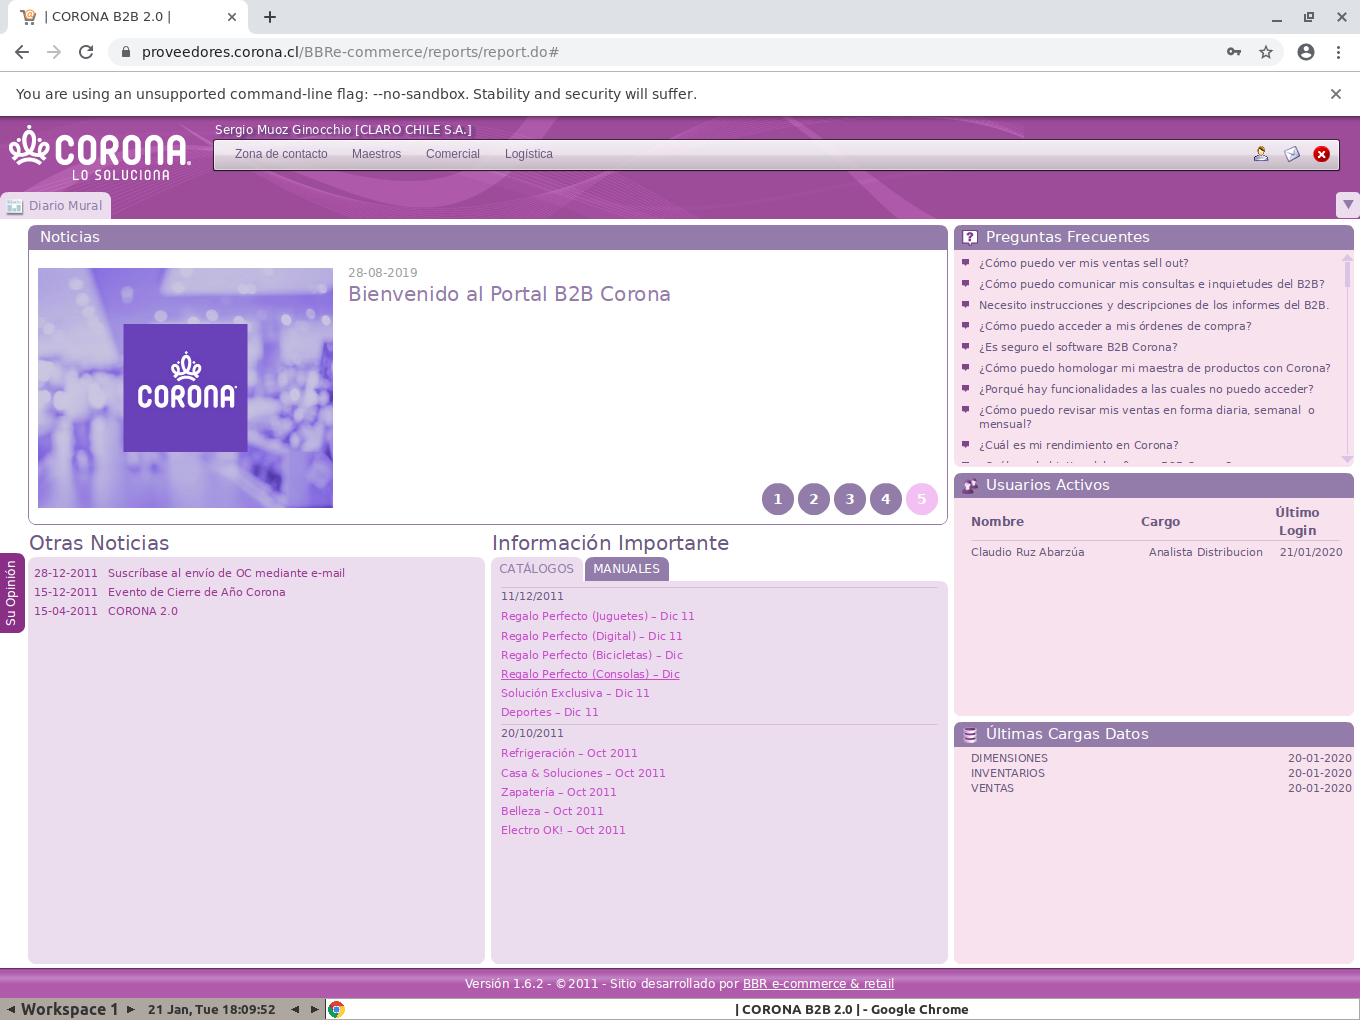 | CORONA B2B 2.0 |
proveedores.corona.cl/BBRe-commerce/reports/report.do#
You are using an unsupported command-line flag: --no-sandbox. Stability and security will suffer.
CORONA.
LO SOLUCIONA
Sergio Muoz Ginocchio [CLARO CHILE S.A.]
Zona de contacto Maestros Comercial Logística
Diario Mural
Noticias
28-08-2019
Bienvenido al Portal B2B Corona
CORONA
1 2 3 4 5
Preguntas Frecuentes
¿Cómo puedo ver mis ventas sell out?
¿Cómo puedo comunicar mis consultas e inquietudes del B2B?
Necesito instrucciones y descripciones de los informes del B2B.
¿Cómo puedo acceder a mis órdenes de compra?
¿Es seguro el software B2B Corona?
¿Cómo puedo homologar mi maestra de productos con Corona?
¿Porqué hay funcionalidades a las cuales no puedo acceder?
¿Cómo puedo revisar mis ventas en forma diaria, semanal o
mensual?
¿Cuál es mi rendimiento en Corona?
Usuarios Activos
Nombre Cargo Último Login
Claudio Ruz Abarzúa Analista Distribucion 21/01/2020
Últimas Cargas Datos
DIMENSIONES 20-01-2020
INVENTARIOS 20-01-2020
VENTAS 20-01-2020
Su Opinión
Otras Noticias
28-12-2011 Suscríbase al envío de OC mediante e-mail
15-12-2011 Evento de Cierre de Año Corona
15-04-2011 CORONA 2.0
Información Importante
CATÁLOGOS MANUALES
11/12/2011
Regalo Perfecto (Juguetes) – Dic 11
Regalo Perfecto (Digital) – Dic 11
Regalo Perfecto (Bicicletas) – Dic
Regalo Perfecto (Consolas) – Dic
Solución Exclusiva – Dic 11
Deportes – Dic 11
20/10/2011
Refrigeración – Oct 2011
Casa & Soluciones – Oct 2011
Zapatería – Oct 2011
Belleza – Oct 2011
Electro OK! – Oct 2011
Versión 1.6.2 - ©2011 - Sitio desarrollado por BBR e-commerce & retail
Workspace 1 21 Jan, Tue 18:09:52 | CORONA B2B 2.0 | - Google Chrome